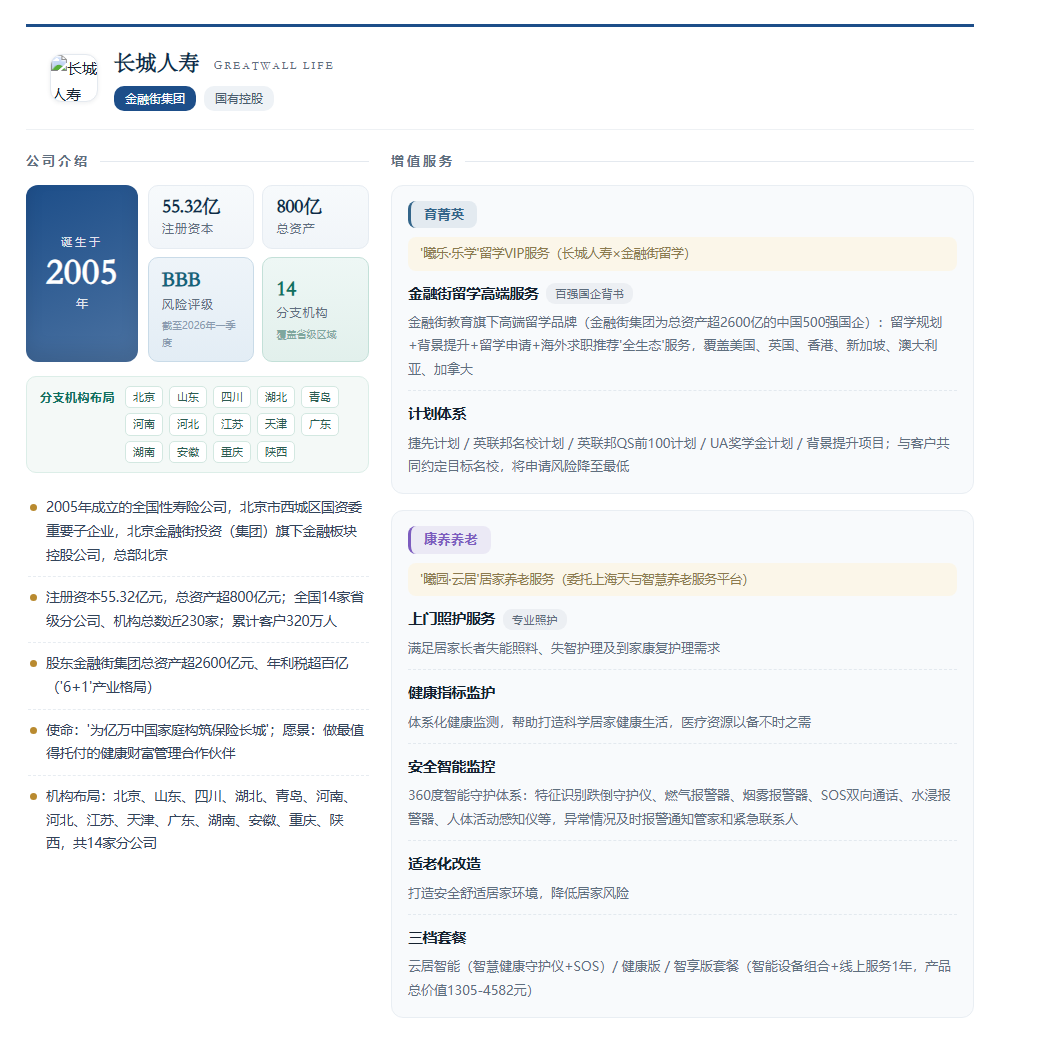 长城人寿
长城人寿 GREATWALL LIFE
金融街集团 国有控股
公司介绍
诞生于
2005
年
55.32亿
注册资本
800亿
总资产
BBB
风险评级
截至2026年一季度
14
分支机构
覆盖省级区域
分支机构布局
北京 山东 四川 湖北 青岛
河南 河北 江苏 天津 广东
湖南 安徽 重庆 陕西
2005年成立的全国性寿险公司，北京市西城区国资委
重要子企业，北京金融街投资（集团）旗下金融板块
控股公司，总部北京
注册资本55.32亿元，总资产超800亿元；全国14家省
级分公司、机构总数近230家；累计客户320万人
股东金融街集团总资产超2600亿元、年利税超百亿
（'6+1'产业格局）
使命：'为亿万中国家庭构筑保险长城'；愿景：做最值
得托付的健康财富管理合作伙伴
机构布局：北京、山东、四川、湖北、青岛、河南、
河北、江苏、天津、广东、湖南、安徽、重庆、陕
西，共14家分公司
增值服务
育菁英
'曦乐·乐学'留学VIP服务（长城人寿×金融街留学）
金融街留学高端服务 百强国企背书
金融街教育旗下高端留学品牌（金融街集团为总资产超2600亿的中国500强国企）：留学规划
+背景提升+留学申请+海外求职推荐'全生态'服务，覆盖美国、英国、香港、新加坡、澳大利
亚、加拿大
计划体系
捷先计划 / 英联邦名校计划 / 英联邦QS前100计划 / UA奖学金计划 / 背景提升项目；与客户共
同约定目标名校，将申请风险降至最低
康养养老
'曦园·云居'居家养老服务（委托上海天与智慧养老服务平台）
上门照护服务 专业照护
满足居家长者失能照料、失智护理及到家康复护理需求
健康指标监护
体系化健康监测，帮助打造科学居家健康生活，医疗资源以备不时之需
安全智能监控
360度智能守护体系：特征识别跌倒守护仪、燃气报警器、烟雾报警器、SOS双向通话、水浸报
警器、人体活动感知仪等，异常情况及时报警通知管家和紧急联系人
适老化改造
打造安全舒适居家环境，降低居家风险
三档套餐
云居智能（智慧健康守护仪+SOS）/ 健康版 / 智享版套餐（智能设备组合+线上服务1年，产品
总价值1305-4582元）